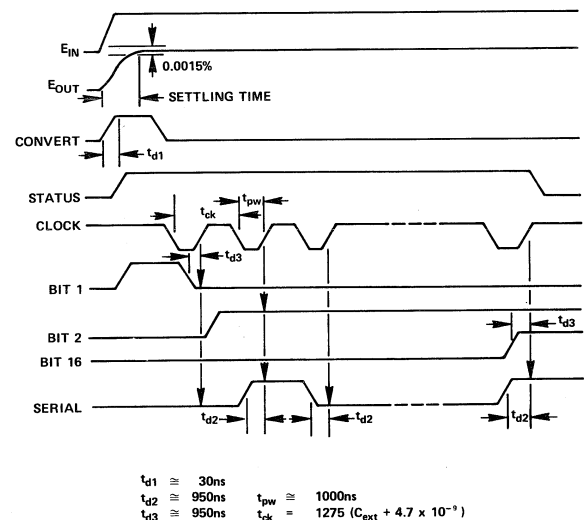 E_IN
0.0015%
E_OUT
SETTLING TIME
CONVERT
t_d1
STATUS
t_pw
t_ck
CLOCK
t_d3
BIT 1
BIT 2
t_d3
BIT 16
SERIAL
t_d2 t_d2 t_d2
t_d1 ≅ 30ns
t_d2 ≅ 950ns t_pw ≅ 1000ns
t_d3 ≅ 950ns t_ck = 1275 (C_ext + 4.7 x 10⁻⁹)